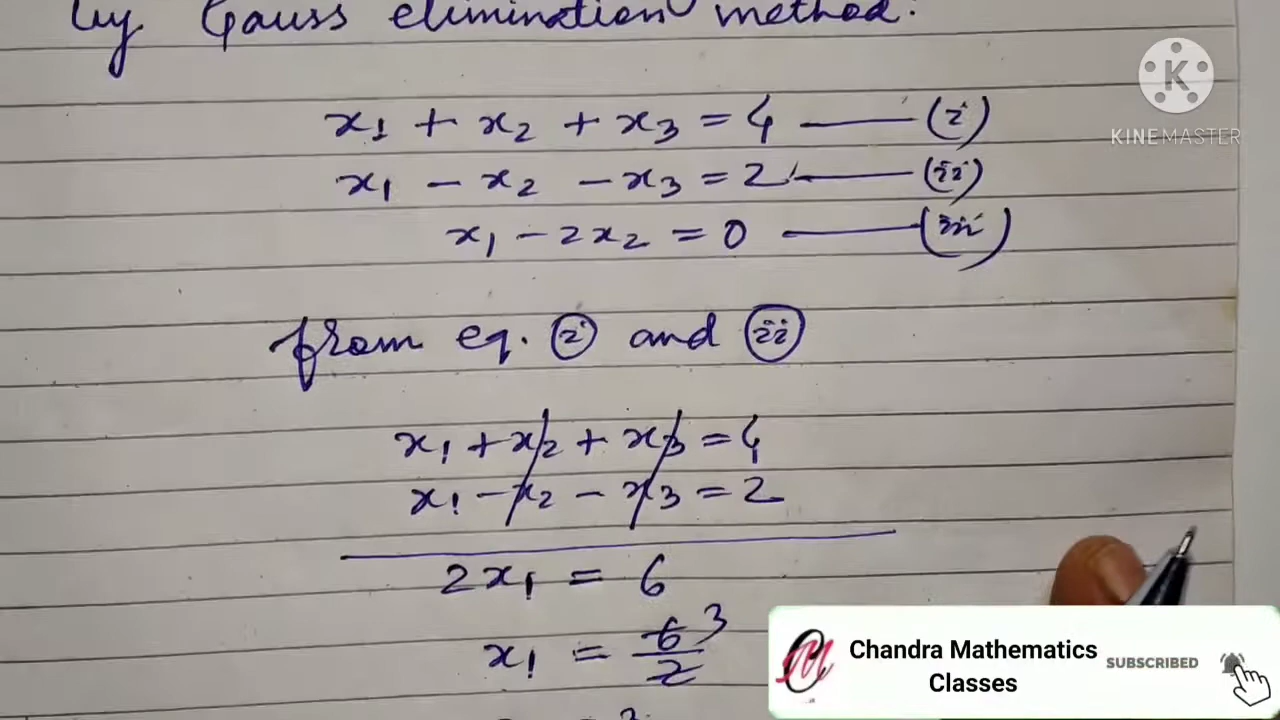 by Gauss elimination method.
x₁ + x₂ + x₃ = 4 —— (i)
x₁ - x₂ - x₃ = 2 —— (ii)
x₁ - 2x₂ = 0 —— (iii)
from eq. (i) and (ii)
x₁ + x₂ + x₃ = 4
x₁ - x₂ - x₃ = 2
2x₁ = 6
x₁ = 6/2 3
KINEMASTER
Chandra Mathematics
Classes
SUBSCRIBED